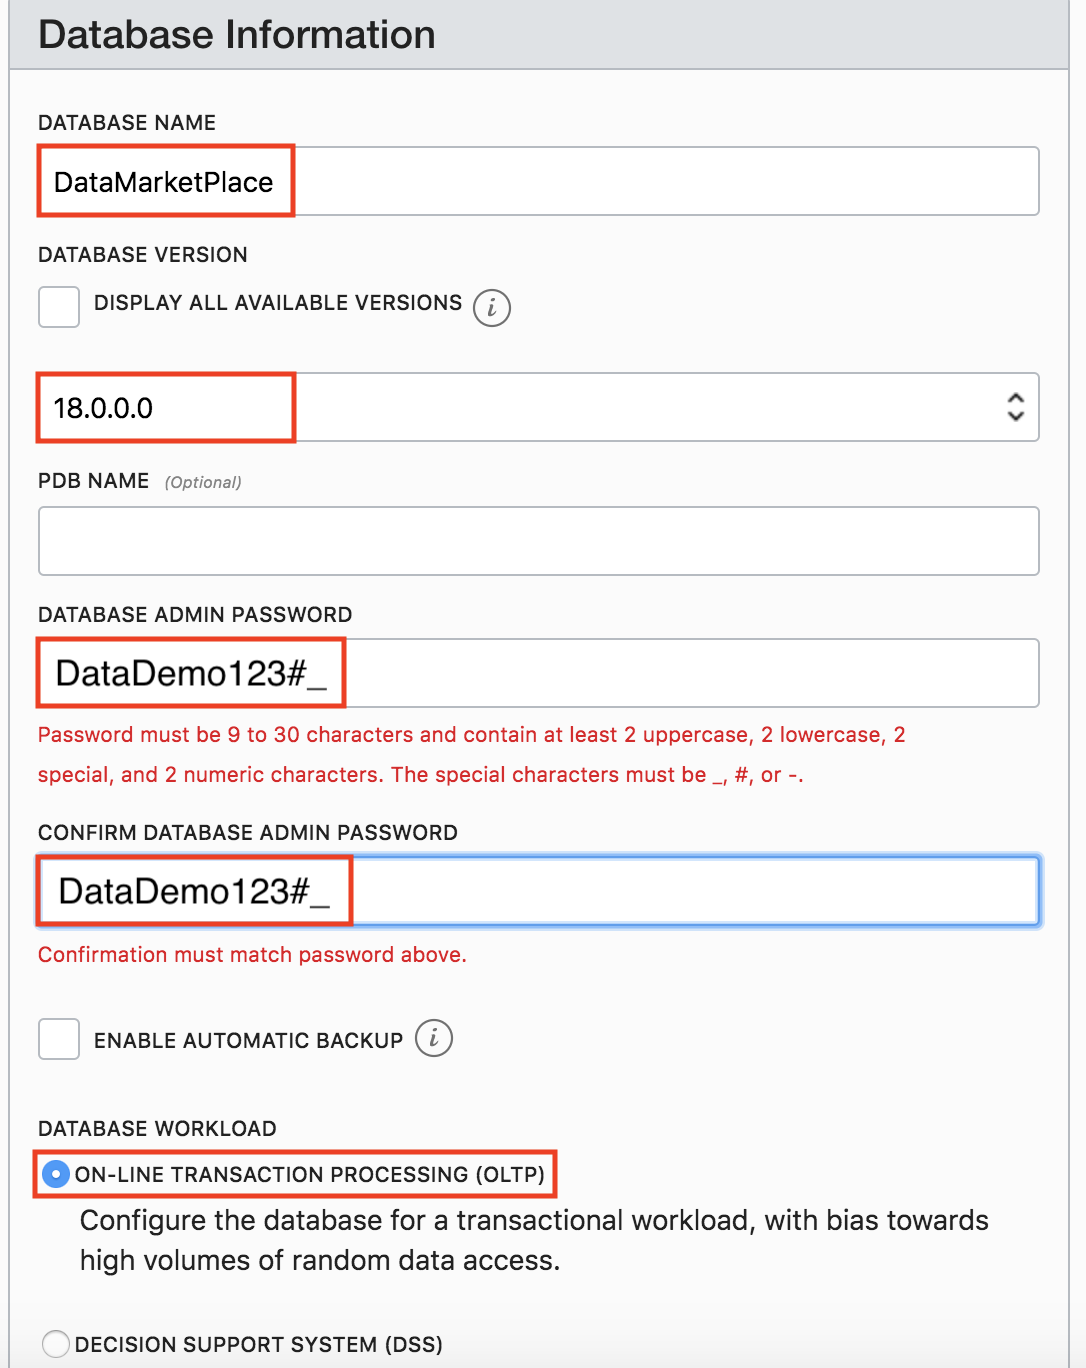 Database Information
DATABASE NAME
DataMarketPlace
DATABASE VERSION
DISPLAY ALL AVAILABLE VERSIONS i
18.0.0.0
PDB NAME (Optional)
DATABASE ADMIN PASSWORD
DataDemo123#_
Password must be 9 to 30 characters and contain at least 2 uppercase, 2 lowercase, 2
special, and 2 numeric characters. The special characters must be _, #, or -.
CONFIRM DATABASE ADMIN PASSWORD
DataDemo123#_
Confirmation must match password above.
ENABLE AUTOMATIC BACKUP i
DATABASE WORKLOAD
ON-LINE TRANSACTION PROCESSING (OLTP)
Configure the database for a transactional workload, with bias towards
high volumes of random data access.
DECISION SUPPORT SYSTEM (DSS)